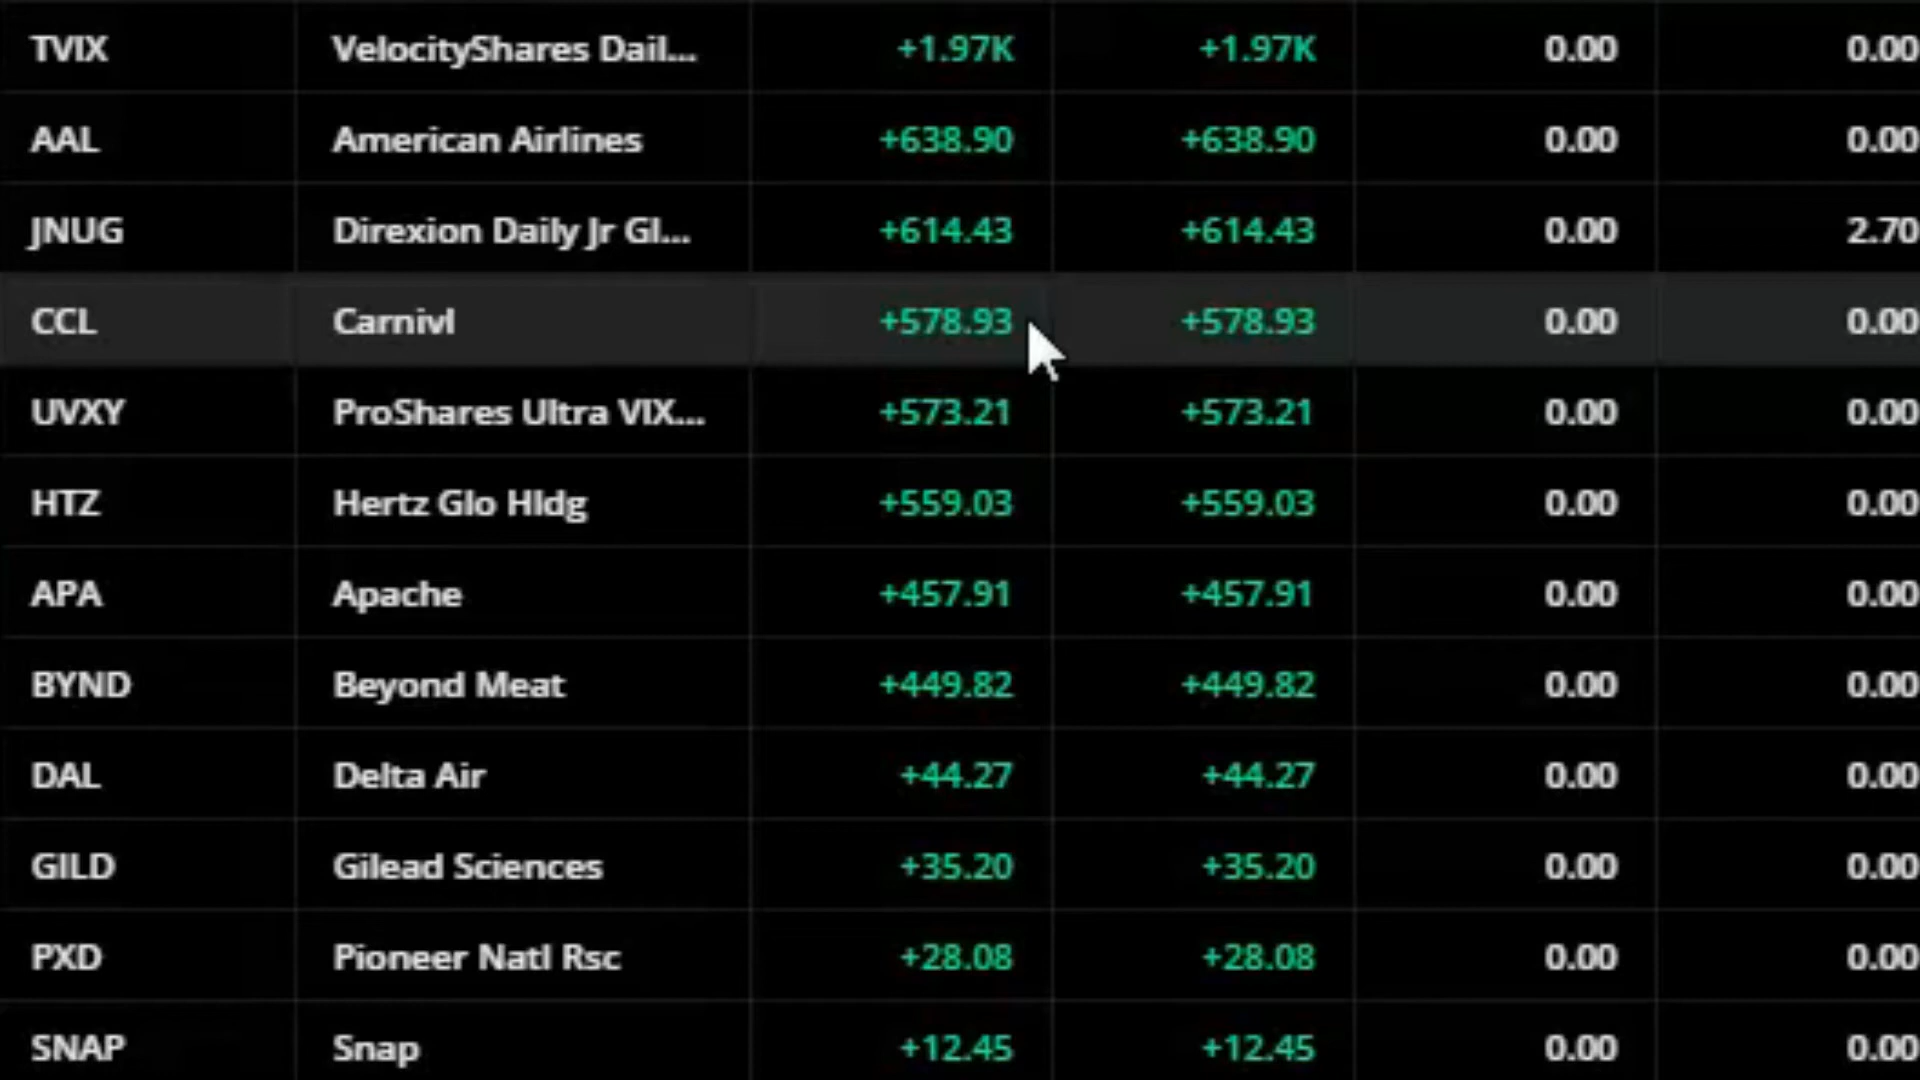 TVIX VelocityShares Dail... +1.97K +1.97K 0.00 0.00
AAL American Airlines +638.90 +638.90 0.00 0.00
JNUG Direxion Daily Jr Gl... +614.43 +614.43 0.00 2.70
CCL Carnivl +578.93 +578.93 0.00 0.00
UVXY ProShares Ultra VIX... +573.21 +573.21 0.00 0.00
HTZ Hertz Glo Hldg +559.03 +559.03 0.00 0.00
APA Apache +457.91 +457.91 0.00 0.00
BYND Beyond Meat +449.82 +449.82 0.00 0.00
DAL Delta Air +44.27 +44.27 0.00 0.00
GILD Gilead Sciences +35.20 +35.20 0.00 0.00
PXD Pioneer Natl Rsc +28.08 +28.08 0.00 0.00
SNAP Snap +12.45 +12.45 0.00 0.00